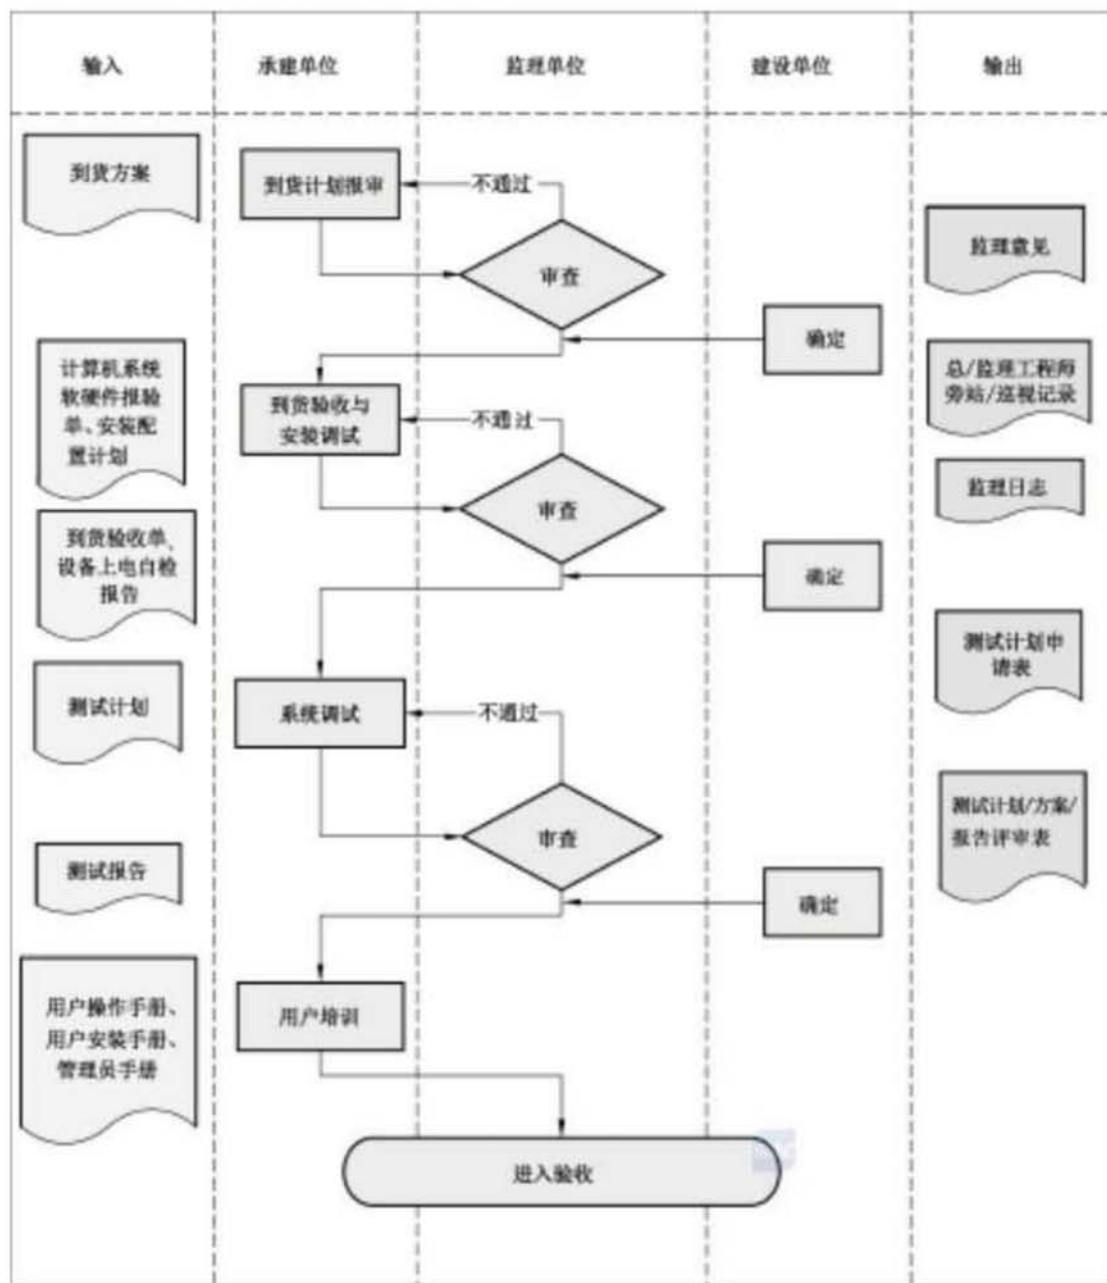 输入
承建单位
监理单位
建设单位
输出
到货方案
到货计划报审
不通过
监理意见
审查
确定
计算机系统
软硬件报验
单、安装配
置计划
到货验收与
安装调试
不通过
总/监理工程师
旁站/巡视记录
监理日志
审查
到货验收单,
设备上电自检
报告
确定
测试计划申
请表
测试计划
系统调试
不通过
测试计划/方案/
报告评审表
审查
测试报告
确定
用户操作手册、
用户安装手册、
管理员手册
用户培训
进入验收